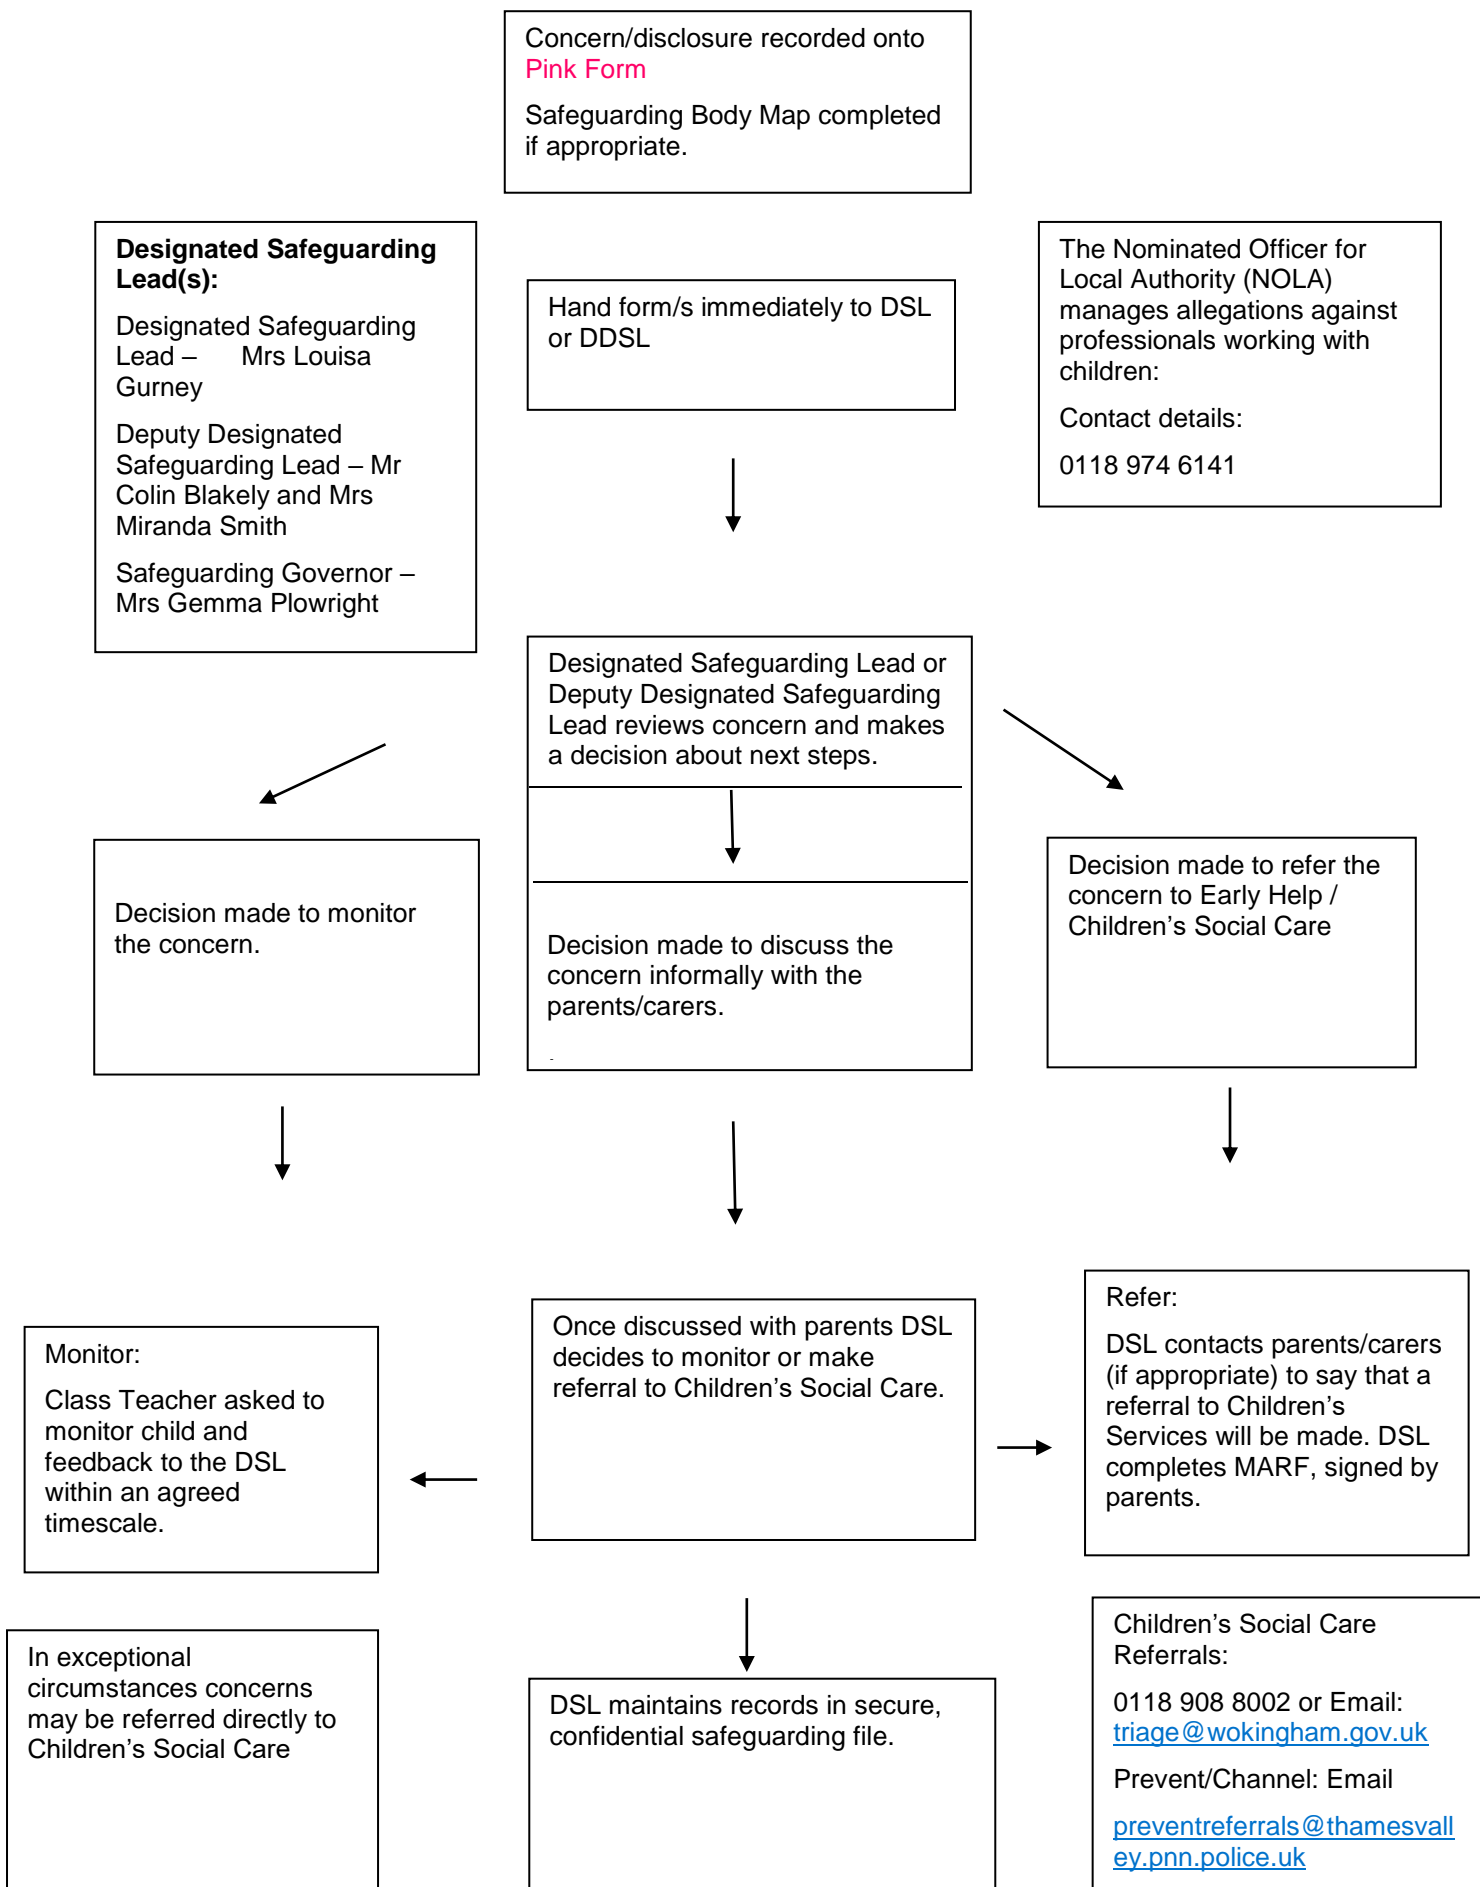 Concern/disclosure recorded onto
Pink Form
Safeguarding Body Map completed
if appropriate.
Designated Safeguarding
Lead(s):
Designated Safeguarding
Lead – Mrs Louisa
Gurney
Deputy Designated
Safeguarding Lead – Mr
Colin Blakely and Mrs
Miranda Smith
Safeguarding Governor –
Mrs Gemma Plowright
Hand form/s immediately to DSL
or DDSL
The Nominated Officer for
Local Authority (NOLA)
manages allegations against
professionals working with
children:
Contact details:
0118 974 6141
Designated Safeguarding Lead or
Deputy Designated Safeguarding
Lead reviews concern and makes
a decision about next steps.
Decision made to monitor
the concern.
Decision made to discuss the
concern informally with the
parents/carers.
.
Decision made to refer the
concern to Early Help /
Children’s Social Care
Monitor:
Class Teacher asked to
monitor child and
feedback to the DSL
within an agreed
timescale.
Once discussed with parents DSL
decides to monitor or make
referral to Children’s Social Care.
Refer:
DSL contacts parents/carers
(if appropriate) to say that a
referral to Children’s
Services will be made. DSL
completes MARF, signed by
parents.
In exceptional
circumstances concerns
may be referred directly to
Children’s Social Care
DSL maintains records in secure,
confidential safeguarding file.
Children’s Social Care
Referrals:
0118 908 8002 or Email:
triage@wokingham.gov.uk
Prevent/Channel: Email
preventreferrals@thamesvall
ey.pnn.police.uk